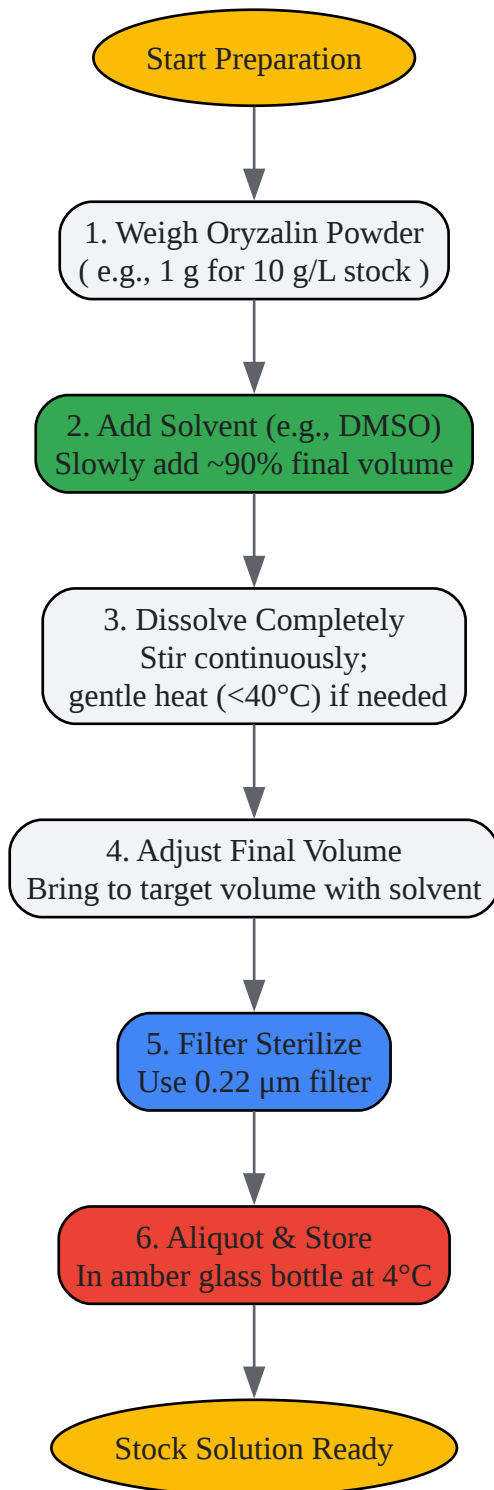 Start Preparation
1. Weigh Oryzalin Powder
( e.g., 1 g for 10 g/L stock )
2. Add Solvent (e.g., DMSO)
Slowly add ~90% final volume
3. Dissolve Completely
Stir continuously;
gentle heat (<40°C) if needed
4. Adjust Final Volume
Bring to target volume with solvent
5. Filter Sterilize
Use 0.22 μm filter
6. Aliquot & Store
In amber glass bottle at 4°C
Stock Solution Ready